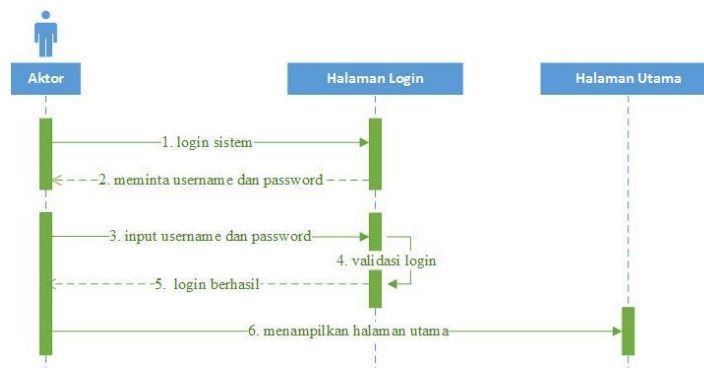 Aktor
Halaman Login
Halaman Utama
1. login sistem
2. meminta username dan password
3. input username dan password
4. validasi login
5. login berhasil
6. menampilkan halaman utama